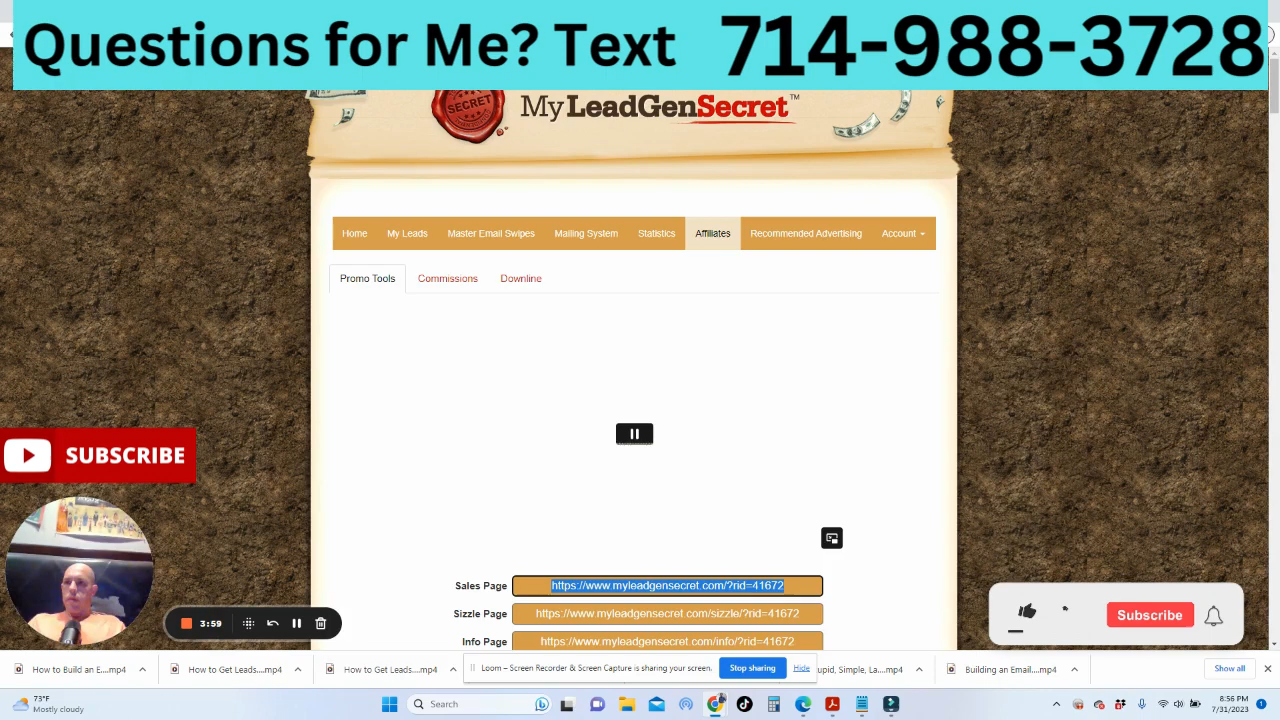 Questions for Me? Text 714-988-3728
SECRET
MyLeadGenSecret™
Home My Leads Master Email Swipes Mailing System Statistics Affiliates Recommended Advertising Account
Promo Tools Commissions Downline
SUBSCRIBE
Sales Page https://www.myleadgensecret.com/?rid=41672
Sizzle Page https://www.myleadgensecret.com/sizzle/?rid=41672
Info Page https://www.myleadgensecret.com/info/?rid=41672
3:59
Subscribe
How to Build an E....mp4 How to Get Leads....mp4 How to Get Leads....mp4 Loom – Screen Recorder & Screen Capture is sharing your screen. Stop sharing Hide upid, Simple, La....mp4 Building an Email....mp4 Show all
73°F
Mostly cloudy
Search
8:56 PM
7/31/2023